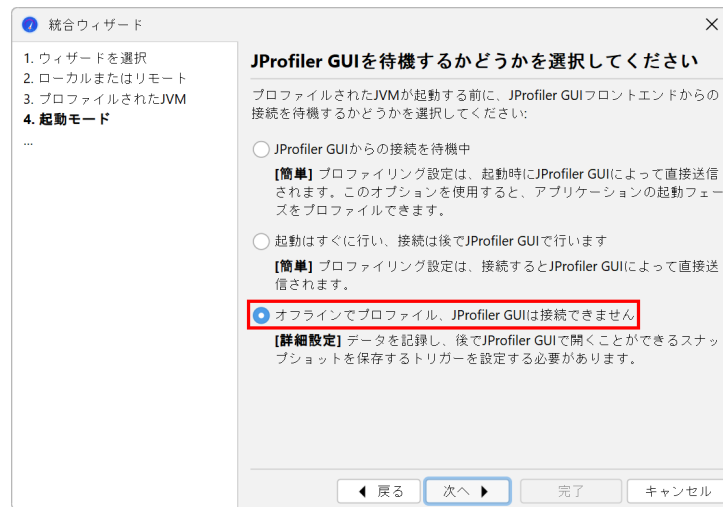 統合ウィザード
1. ウィザードを選択
2. ローカルまたはリモート
3. プロファイルされたJVM
4. 起動モード
...
JProfiler GUIを待機するかどうかを選択してください
プロファイルされたJVMが起動する前に、JProfiler GUIフロントエンドからの
接続を待機するかどうかを選択してください:
JProfiler GUIからの接続を待機中
[簡単] プロファイリング設定は、起動時にJProfiler GUIによって直接送信
されます。このオプションを使用すると、アプリケーションの起動フェー
ズをプロファイルできます。
起動はすぐに行い、接続は後でJProfiler GUIで行います
[簡単] プロファイリング設定は、接続するとJProfiler GUIによって直接送
信されます。
オフラインでプロファイル、JProfiler GUIは接続できません
[詳細設定] データを記録し、後でJProfiler GUIで開くことができるスナッ
プショットを保存するトリガーを設定する必要があります。
戻る 次へ 完了 キャンセル